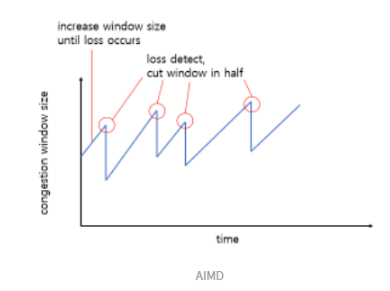 increase window size
until loss occurs
loss detect,
cut window in half
congestion window size
time
AIMD